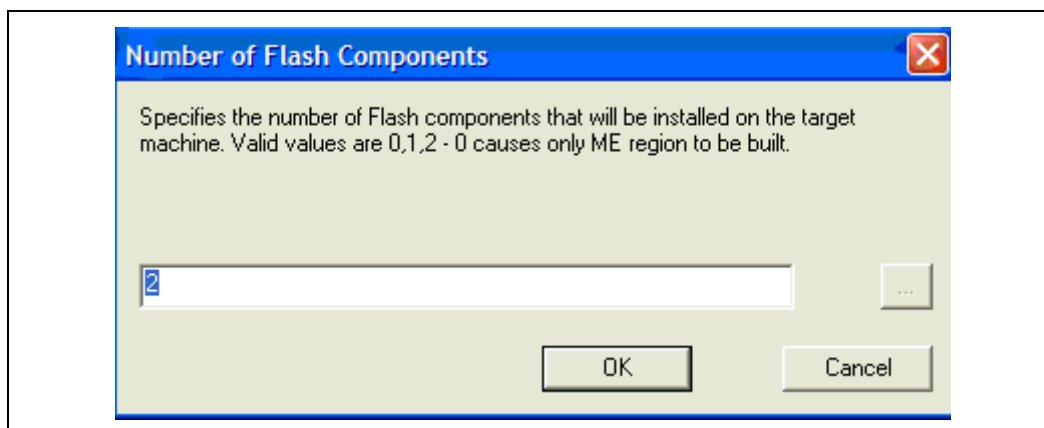 Number of Flash Components
Specifies the number of Flash components that will be installed on the target
machine. Valid values are 0,1,2 - 0 causes only ME region to be built.
2
...
OK
Cancel